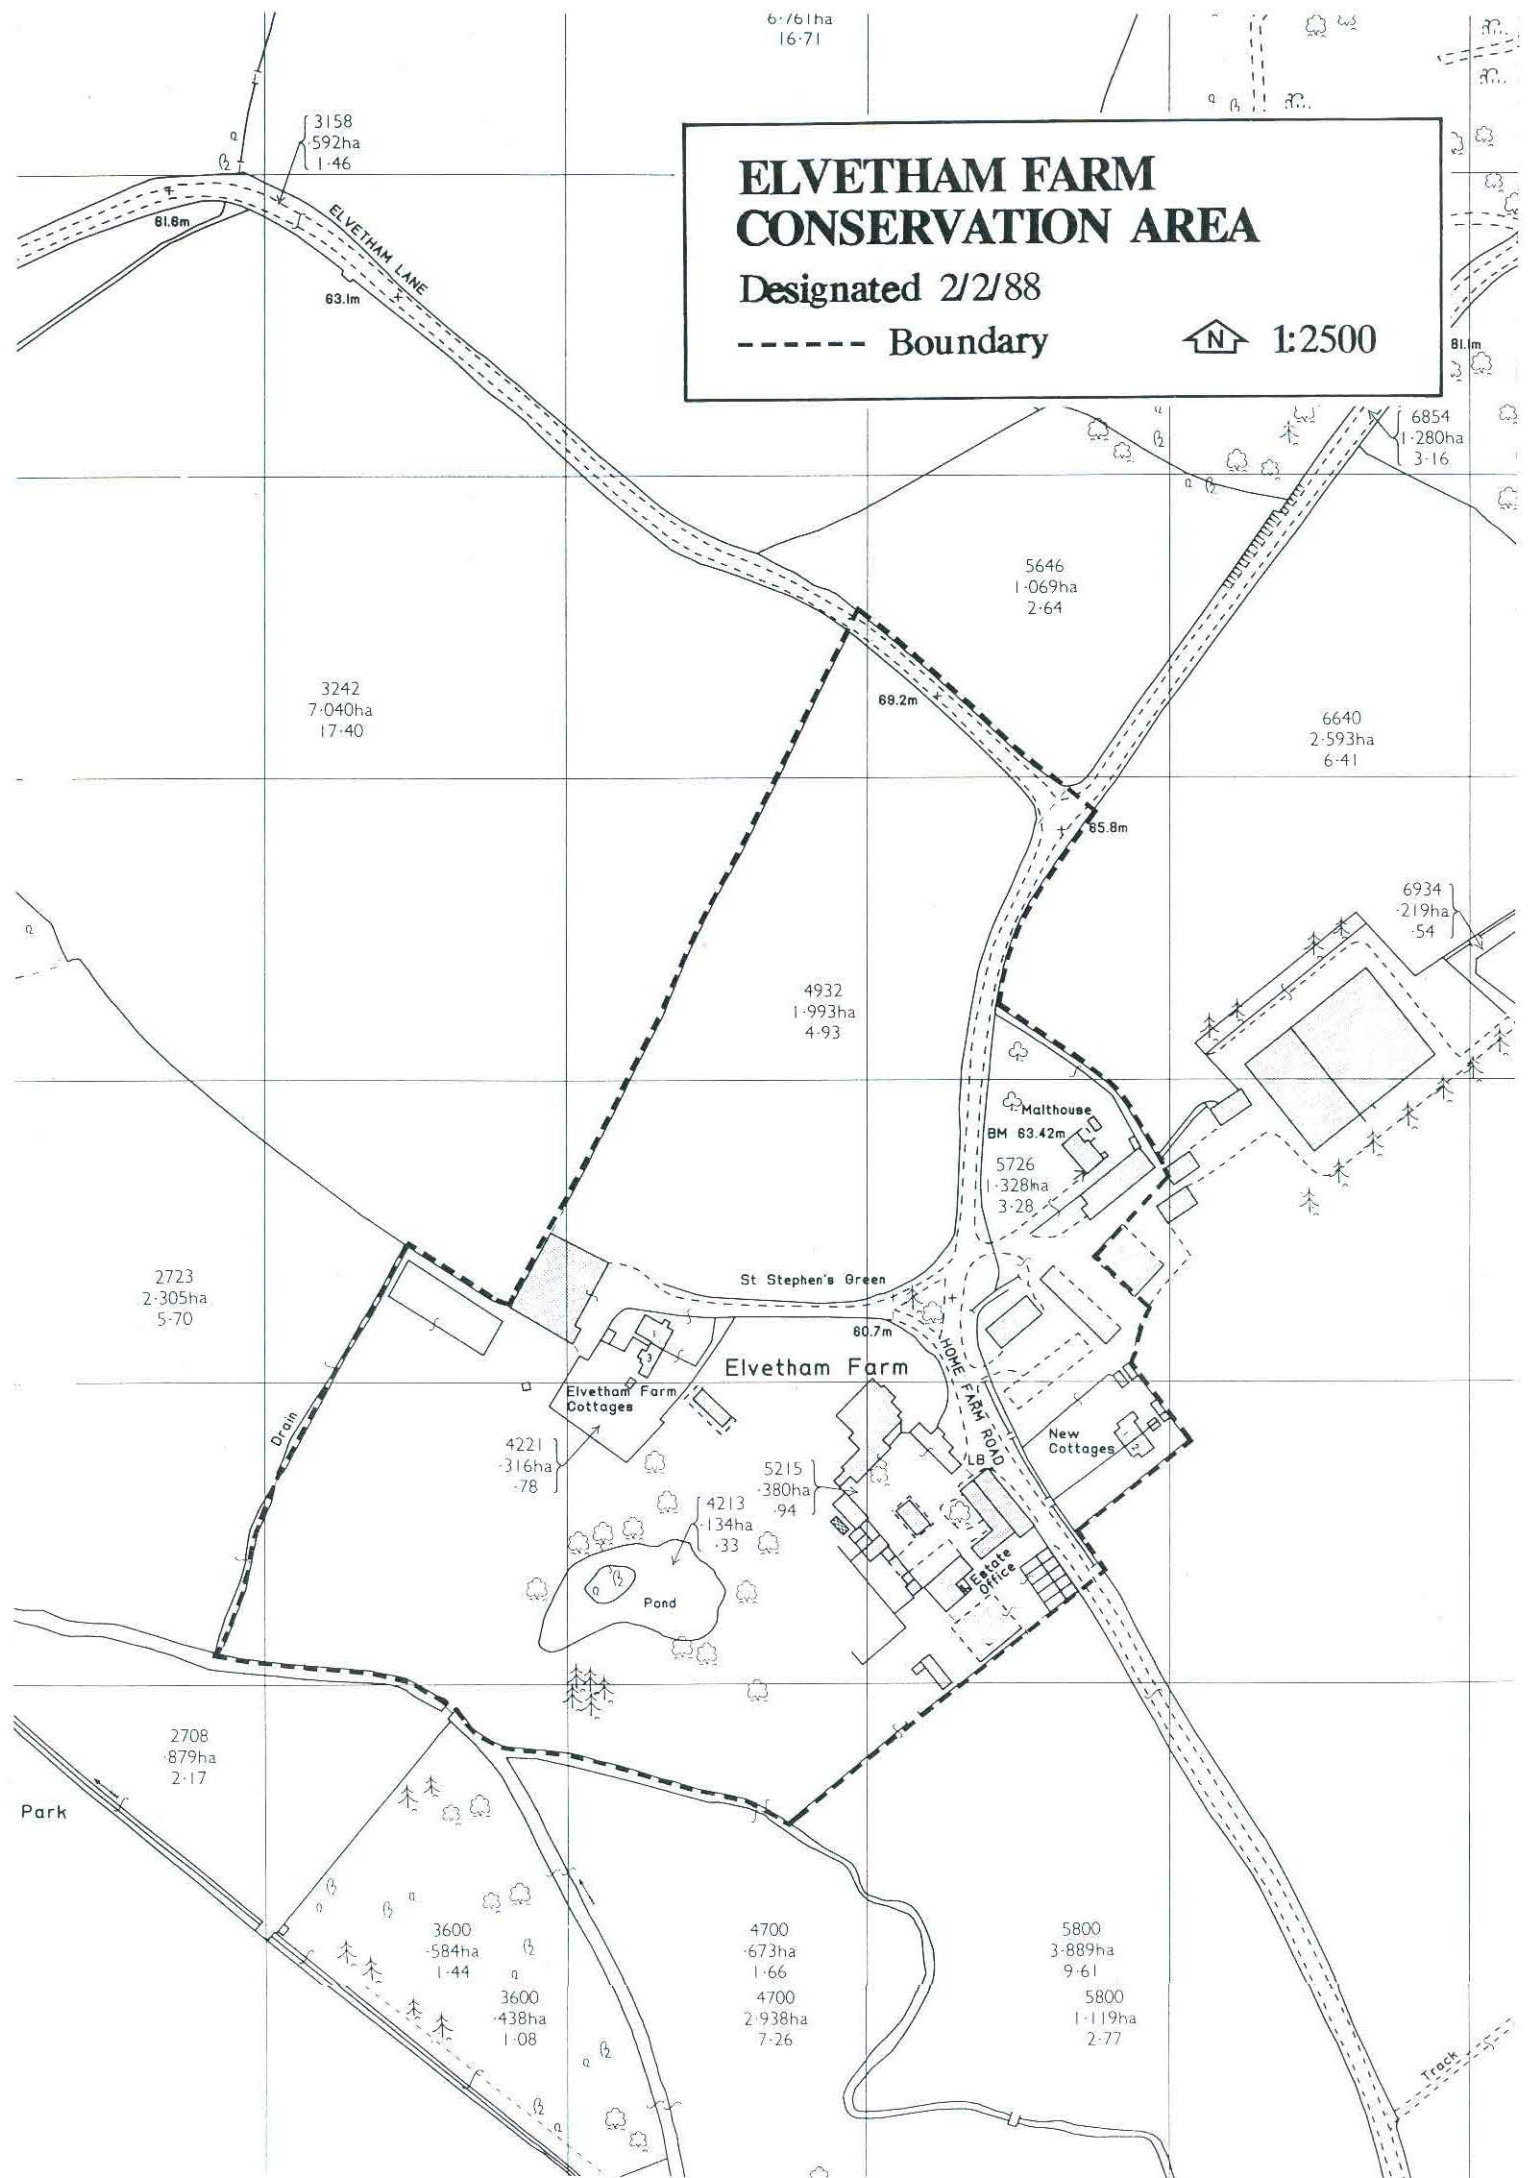 6·761ha
16·71
3158
·592ha
1·46
ELVETHAM FARM
CONSERVATION AREA
Designated 2/2/88
------ Boundary
N 1:2500
61.6m
ELVETHAM LANE
63.1m
81.1m
6854
1·280ha
3·16
5646
1·069ha
2·64
3242
7·040ha
17·40
69.2m
6640
2·593ha
6·41
65.8m
6934
·219ha
·54
4932
1·993ha
4·93
Malthouse
BM 63.42m
5726
1·328ha
3·28
2723
2·305ha
5·70
St Stephen's Green
60.7m
HOME FARM ROAD
Elvetham Farm
1
3
Elvetham Farm
Cottages
Drain
New
Cottages
1
2
4221
·316ha
·78
LB
5215
·380ha
·94
4213
·134ha
·33
Estate
Office
Pond
2708
·879ha
2·17
Park
3600
·584ha
1·44
3600
·438ha
1·08
4700
·673ha
1·66
4700
2·938ha
7·26
5800
3·889ha
9·61
5800
1·119ha
2·77
Track